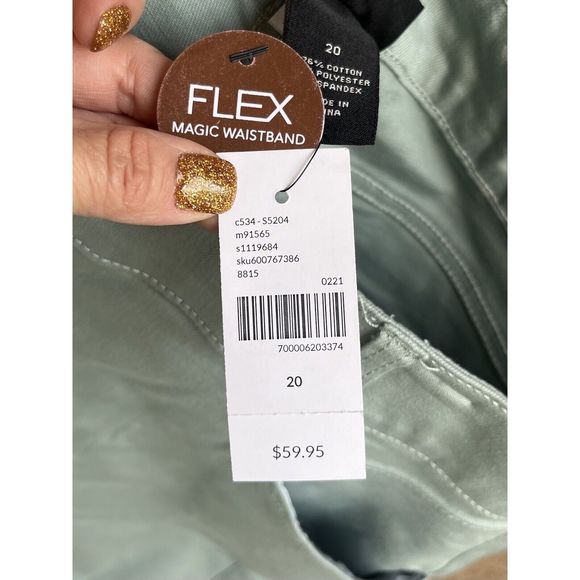 FLEX
MAGIC WAISTBAND
20
COTTON
POLYESTER
SPANDEX
IN
c534 - S5204
m91565
s1119684
sku600767386
8815
0221
700006203374
20
$59.95